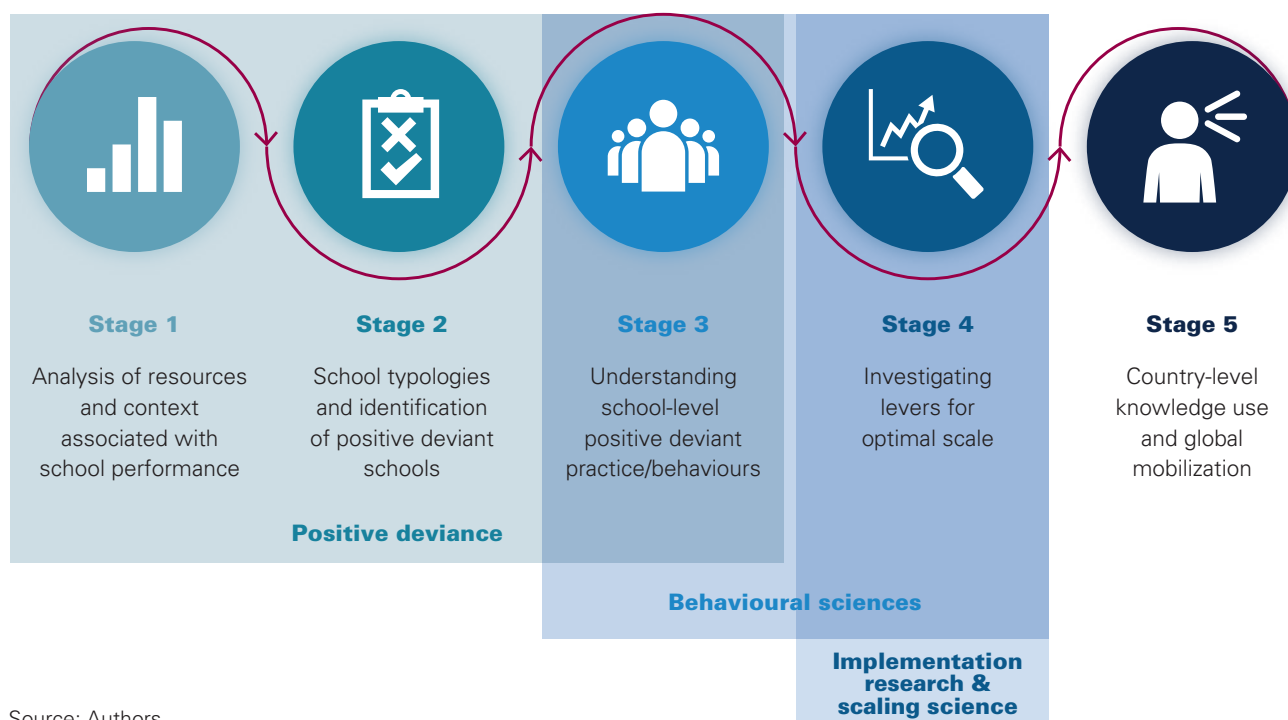 Stage 1
Analysis of resources
and context
associated with
school performance
Stage 2
School typologies
and identification
of positive deviant
schools
Stage 3
Understanding
school-level
positive deviant
practice/behaviours
Stage 4
Investigating
levers for
optimal scale
Stage 5
Country-level
knowledge use
and global
mobilization
Positive deviance
Behavioural sciences
Implementation
research &
scaling science
Source: Authors